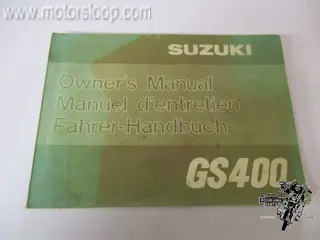 www.motorsloop.com
SUZUKI
Owner's Manual
Manuel d'entretien
Fahrer-Handbuch
GS400